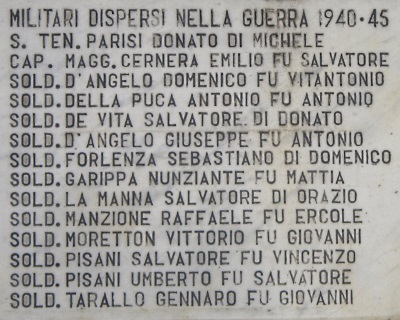 MILITARI DISPERSI NELLA GUERRA 1940-45
S. TEN. PARISI DONATO DI MICHELE
CAP. MAGG. CERNERA EMILIO FU SALVATORE
SOLD. D'ANGELO DOMENICO FU VITANTONIO
SOLD. DELLA PUCA ANTONIO FU ANTONIO
SOLD. DE VITA SALVATORE DI DONATO
SOLD. D'ANGELO GIUSEPPE FU ANTONIO
SOLD. FORLENZA SEBASTIANO DI DOMENICO
SOLD. GARIPPA NUNZIANTE FU MATTIA
SOLD. LA MANNA SALVATORE DI ORAZIO
SOLD. MANZIONE RAFFAELE FU ERCOLE
SOLD. MORETTON VITTORIO FU GIOVANNI
SOLD. PISANI SALVATORE FU VINCENZO
SOLD. PISANI UMBERTO FU SALVATORE
SOLD. TARALLO GENNARO FU GIOVANNI